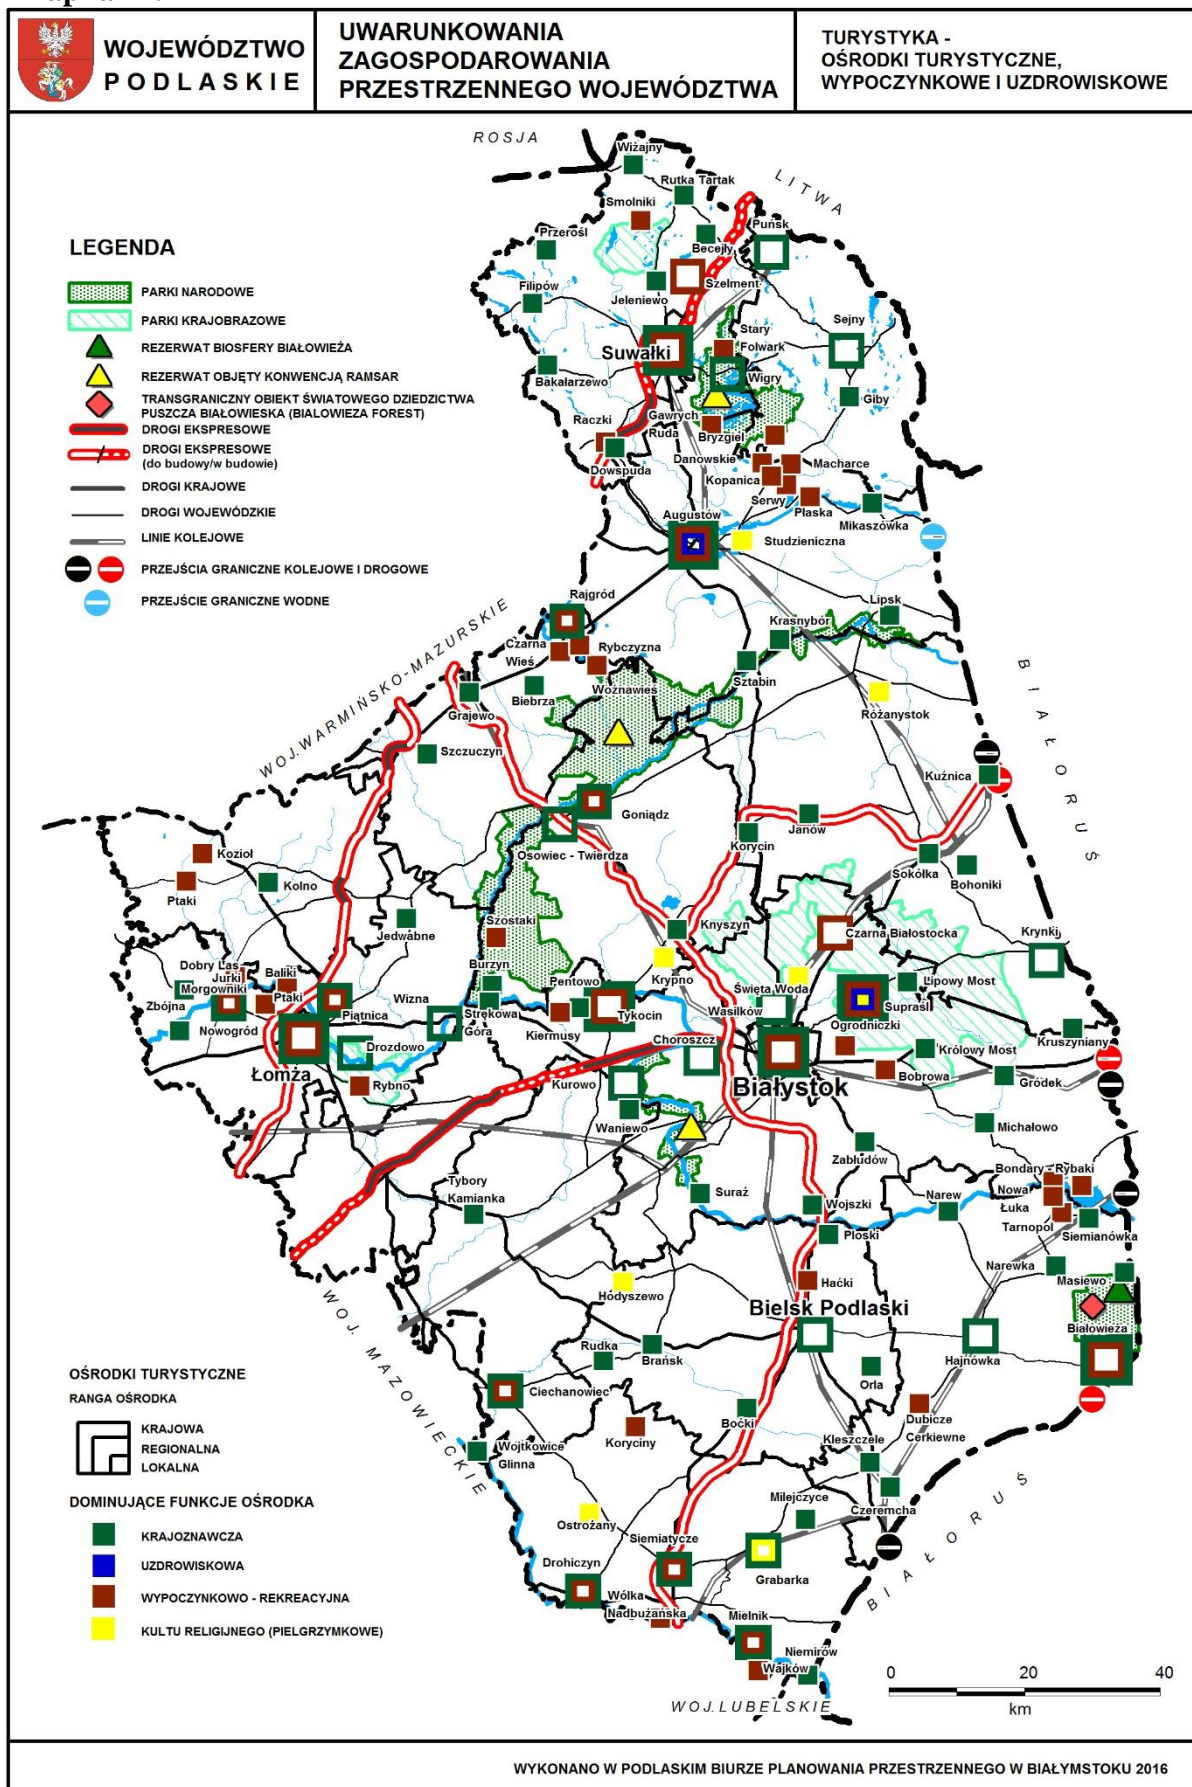 WOJEWÓDZTWO
PODLASKIE
UWARUNKOWANIA
ZAGOSPODAROWANIA
PRZESTRZENNEGO WOJEWÓDZTWA
TURYSTYKA -
OŚRODKI TURYSTYCZNE,
WYPOCZYNKOWE I UZDROWISKOWE
LEGENDA
PARKI NARODOWE
PARKI KRAJOBRAZOWE
REZERWAT BIOSFERY BIAŁOWIEŻA
REZERWAT OBJĘTY KONWENCJĄ RAMSAR
TRANSGRANICZNY OBIEKT ŚWIATOWEGO DZIEDZICTWA
PUSZCZA BIAŁOWIESKA (BIALOWIEZA FOREST)
DROGI EKSPRESOWE
DROGI EKSPRESOWE
(do budowy/w budowie)
DROGI KRAJOWE
DROGI WOJEWÓDZKIE
LINIE KOLEJOWE
PRZEJŚCIA GRANICZNE KOLEJOWE I DROGOWE
PRZEJŚCIE GRANICZNE WODNE
ROSJA
LITWA
Wiżajny
Rutka Tartak
Smolniki
Puńsk
Przerośl
Becejły
Szelment
Filipów
Jeleniewo
Sejny
Stary
Folwark
Suwałki
Wigry
Bakałarzewo
Giby
Gawrych
Ruda
Bryzgiel
Raczki
Danowskie
Macharce
Dowspuda
Kopanica
Serwy
Płaska
Mikaszówka
Augustów
Studzieniczna
Rajgród
Lipsk
Krasnybór
Czarna
Wieś
Rybczyzna
Woźnawieś
Sztabin
WOJ. WARMIŃSKO-MAZURSKIE
Biebrza
Grajewo
Różanystok
BIAŁORUŚ
Szczuczyn
Kuźnica
Goniądz
Janów
Osowiec - Twierdza
Korycin
Kozioł
Kolno
Ptaki
Sokółka
Bohoniki
Jedwabne
Szostaki
Knyszyn
Czarna Białostocka
Krynki
Burzyn
Krypno
Dobry Las
Jurki
Morgowniki
Baliki
Ptaki
Zbójna
Nowogród
Piątnica
Wizna
Strękowa
Góra
Pentowo
Kiermusy
Tykocin
Święta Woda
Wasilków
Lipowy Most
Supraśl
Ogrodniczki
Choroszcz
Kruszyniany
Królowy Most
Drozdowo
Łomża
Rybno
Kurowo
Białystok
Bobrowa
Gródek
Waniewo
Michałowo
Zabłudów
Tybory
Kamianka
Suraż
Wojszki
Narew
Bondary
Rybaki
Nowa
Łuka
Tarnopol
Siemianówka
Płoski
Narewka
Masiewo
Haćki
Hodyszewo
Bielsk Podlaski
Białowieża
Hajnówka
WOJ. MAZOWIECKIE
Rudka
Brańsk
Orla
Ciechanowiec
Boćki
Dubicze
Cerkiewne
Koryciny
Kleszczele
Wojtkowice
Glinna
Milejczyce
Czeremcha
Ostrożany
Siemiatycze
Grabarka
Drohiczyn
Wólka
Nadbużańska
Mielnik
Niemirów
Wajków
BIAŁORUŚ
WOJ. LUBELSKIE
OŚRODKI TURYSTYCZNE
RANGA OŚRODKA
KRAJOWA
REGIONALNA
LOKALNA
DOMINUJĄCE FUNKCJE OŚRODKA
KRAJOZNAWCZA
UZDROWISKOWA
WYPOCZYNKOWO - REKREACYJNA
KULTU RELIGIJNEGO (PIELGRZYMKOWE)
0 20 40
km
WYKONANO W PODLASKIM BIURZE PLANOWANIA PRZESTRZENNEGO W BIAŁYMSTOKU 2016